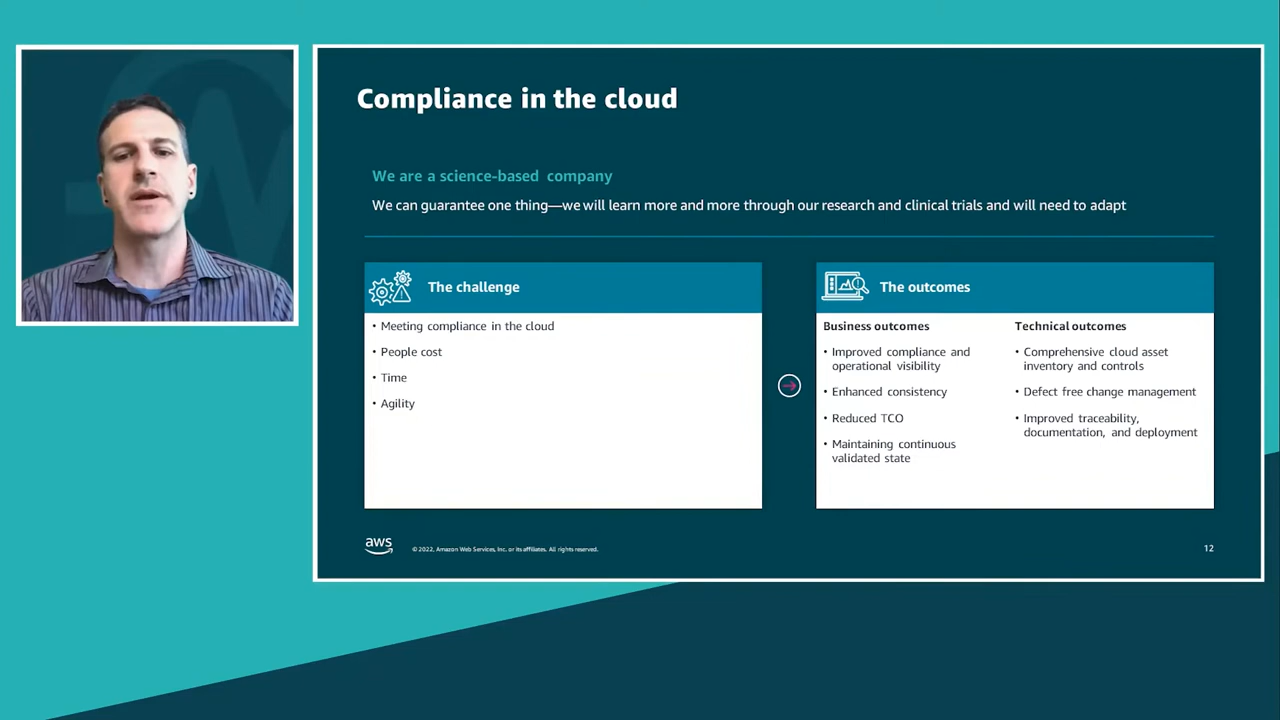 Compliance in the cloud
We are a science-based company
We can guarantee one thing—we will learn more and more through our research and clinical trials and will need to adapt
The challenge
• Meeting compliance in the cloud
• People cost
• Time
• Agility
The outcomes
Business outcomes
• Improved compliance and
operational visibility
• Enhanced consistency
• Reduced TCO
• Maintaining continuous
validated state
Technical outcomes
• Comprehensive cloud asset
inventory and controls
• Defect free change management
• Improved traceability,
documentation, and deployment
aws
© 2022, Amazon Web Services, Inc. or its affiliates. All rights reserved.
12